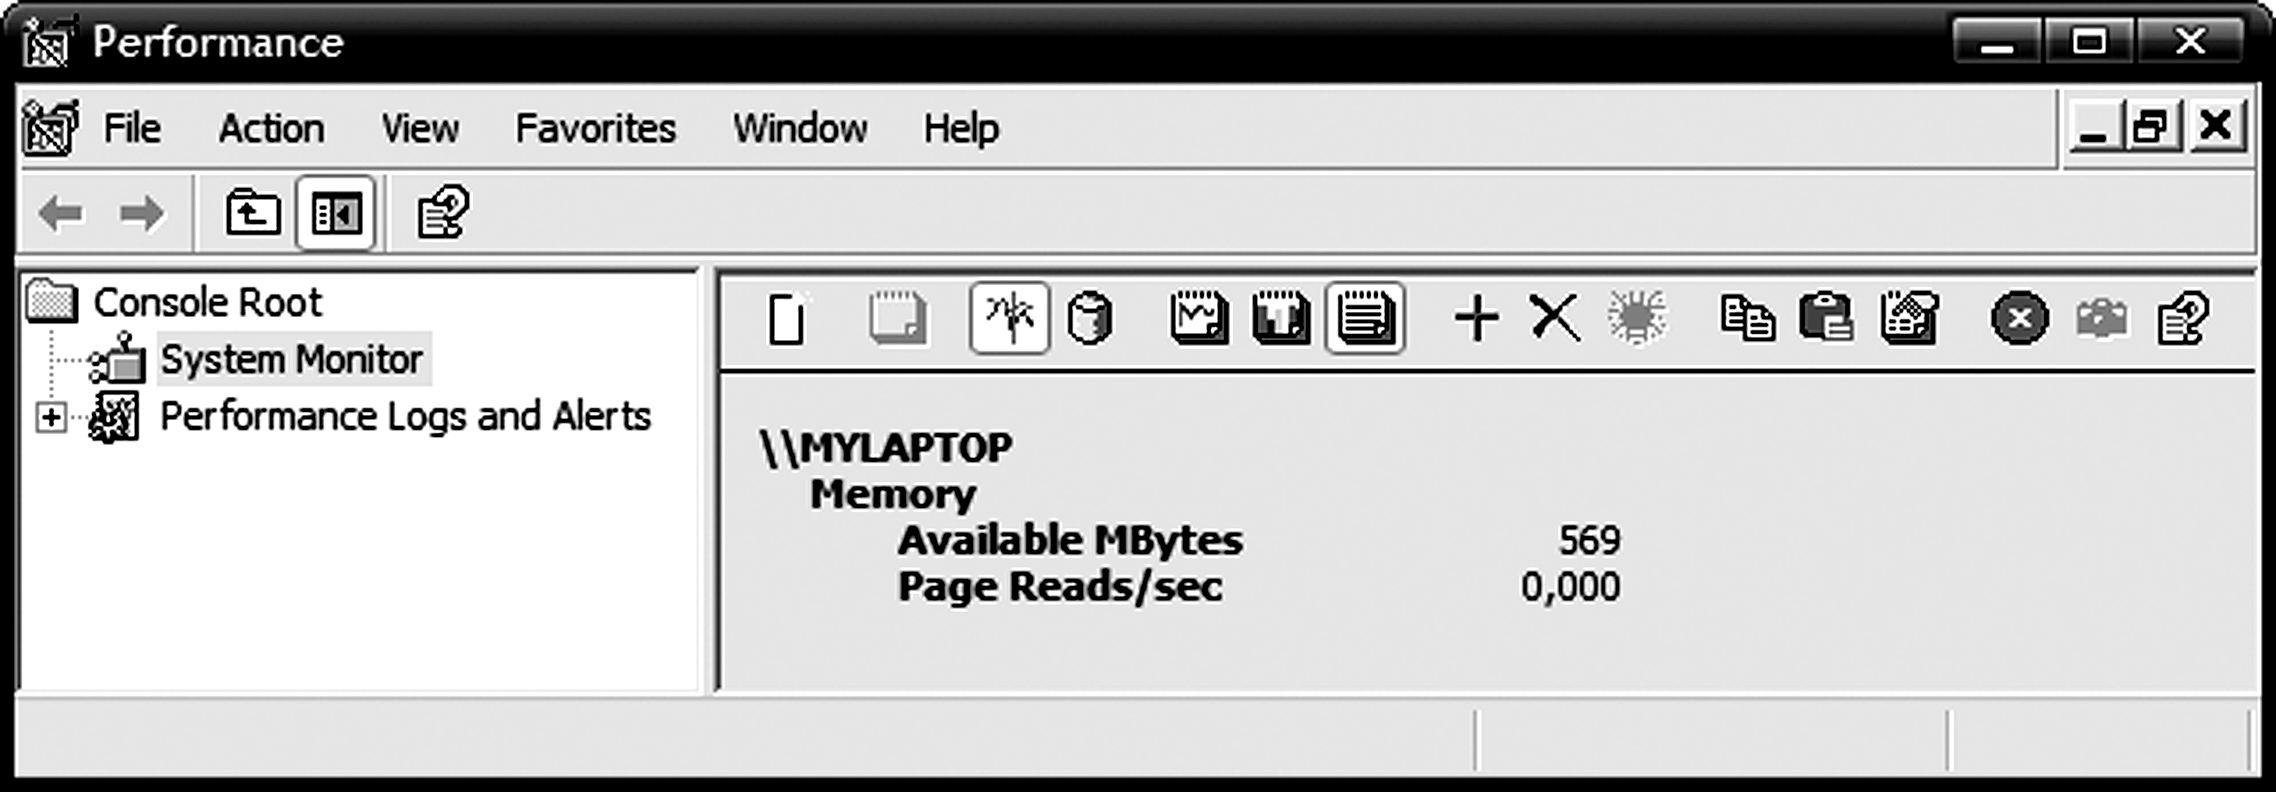 Performance
File Action View Favorites Window Help
Console Root
System Monitor
Performance Logs and Alerts
\\MYLAPTOP
Memory
Available MBytes 569
Page Reads/sec 0,000